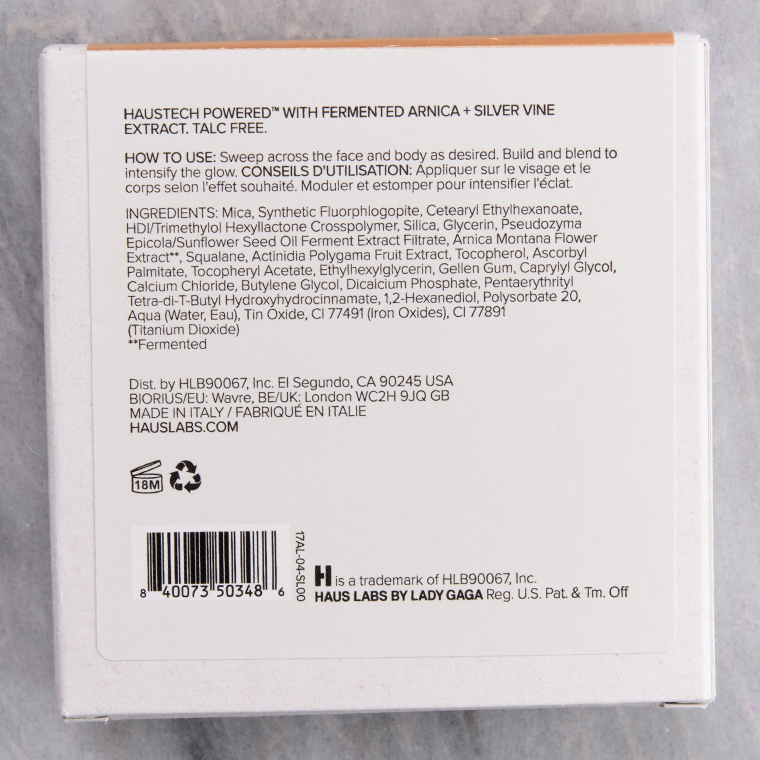 HAUSTECH POWERED™ WITH FERMENTED ARNICA + SILVER VINE
EXTRACT. TALC FREE.
HOW TO USE: Sweep across the face and body as desired. Build and blend to
intensify the glow. CONSEILS D'UTILISATION: Appliquer sur le visage et le
corps selon l'effet souhaité. Moduler et estomper pour intensifier l'éclat.
INGREDIENTS: Mica, Synthetic Fluorphlogopite, Cetearyl Ethylhexanoate,
HDI/Trimethylol Hexyllactone Crosspolymer, Silica, Glycerin, Pseudozyma
Epicola/Sunflower Seed Oil Ferment Extract Filtrate, Arnica Montana Flower
Extract**, Squalane, Actinidia Polygama Fruit Extract, Tocopherol, Ascorbyl
Palmitate, Tocopheryl Acetate, Ethylhexylglycerin, Gellen Gum, Caprylyl Glycol,
Calcium Chloride, Butylene Glycol, Dicalcium Phosphate, Pentaerythrityl
Tetra-di-T-Butyl Hydroxyhydrocinnamate, 1,2-Hexanediol, Polysorbate 20,
Aqua (Water, Eau), Tin Oxide, CI 77491 (Iron Oxides), CI 77891
(Titanium Dioxide)
**Fermented
Dist. by HLB90067, Inc. El Segundo, CA 90245 USA
BIORIUS/EU: Wavre, BE/UK: London WC2H 9JQ GB
MADE IN ITALY / FABRIQUÉ EN ITALIE
HAUSLABS.COM
18M
8 40073 50348 6
17AL-04-SL00
H is a trademark of HLB90067, Inc.
HAUS LABS BY LADY GAGA Reg. U.S. Pat. & Tm. Off